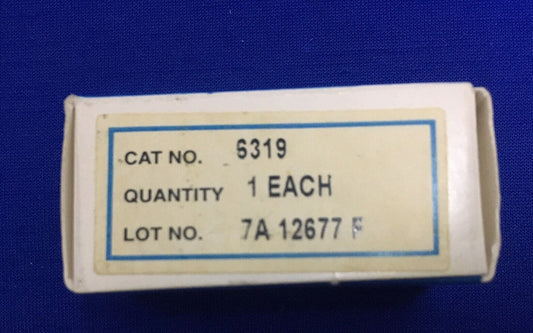 CAT NO. 6319
QUANTITY 1 EACH
LOT NO. 7A 12677 F